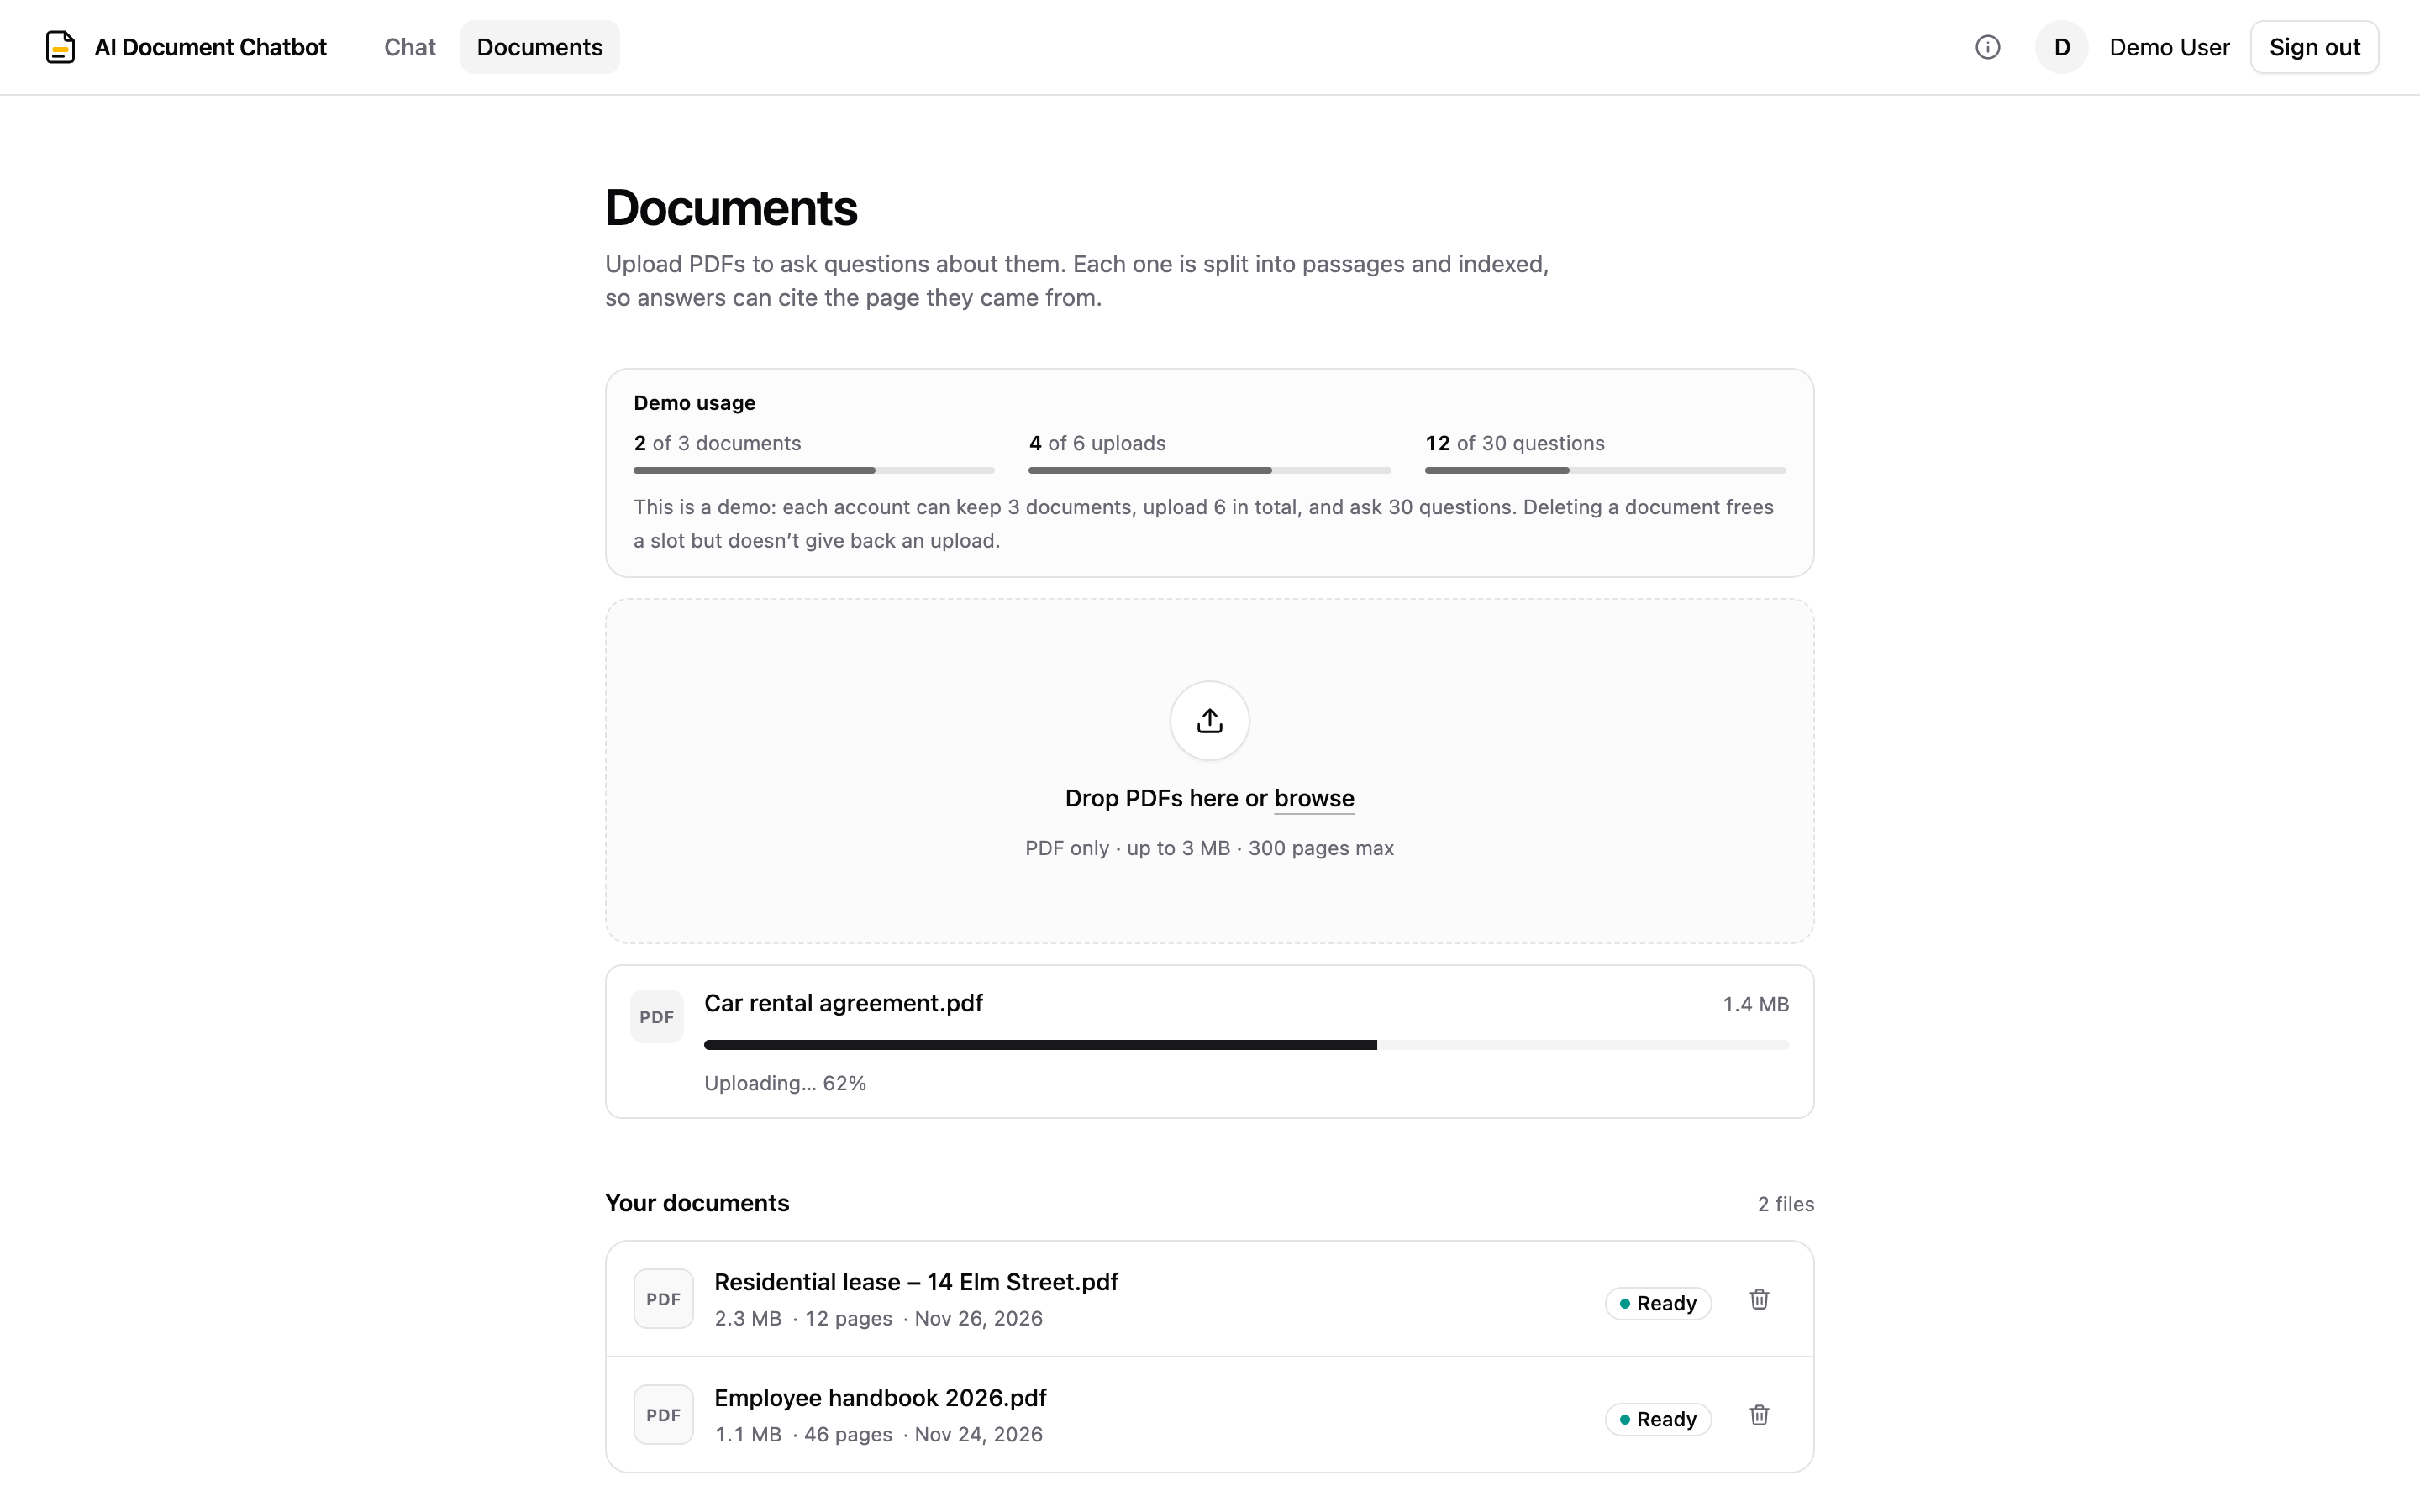 AI Document Chatbot
Chat
Documents
D
Demo User
Sign out
Documents
Upload PDFs to ask questions about them. Each one is split into passages and indexed,
so answers can cite the page they came from.
Demo usage
2 of 3 documents
4 of 6 uploads
12 of 30 questions
This is a demo: each account can keep 3 documents, upload 6 in total, and ask 30 questions. Deleting a document frees
a slot but doesn’t give back an upload.
Drop PDFs here or browse
PDF only · up to 3 MB · 300 pages max
PDF
Car rental agreement.pdf
1.4 MB
Uploading… 62%
Your documents
2 files
PDF
Residential lease – 14 Elm Street.pdf
2.3 MB · 12 pages · Nov 26, 2026
Ready
PDF
Employee handbook 2026.pdf
1.1 MB · 46 pages · Nov 24, 2026
Ready